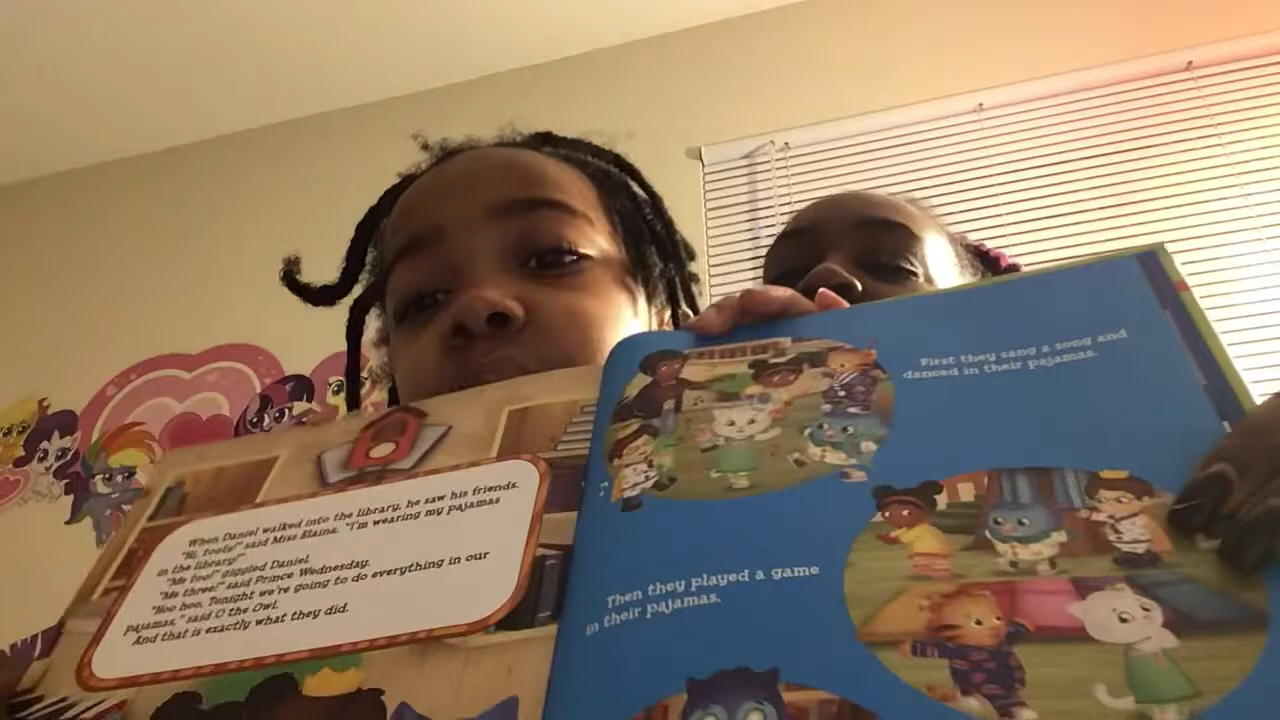 When Daniel walked into the library, he saw his friends.
"Hi, toots!" said Miss Elaina. "I'm wearing my pajamas
in the library!"
"Me too!" giggled Daniel.
"Me three!" said Prince Wednesday.
"Hoo hoo. Tonight we're going to do everything in our
pajamas," said O the Owl.
And that is exactly what they did.
First they sang a song and
danced in their pajamas.
Then they played a game
in their pajamas.